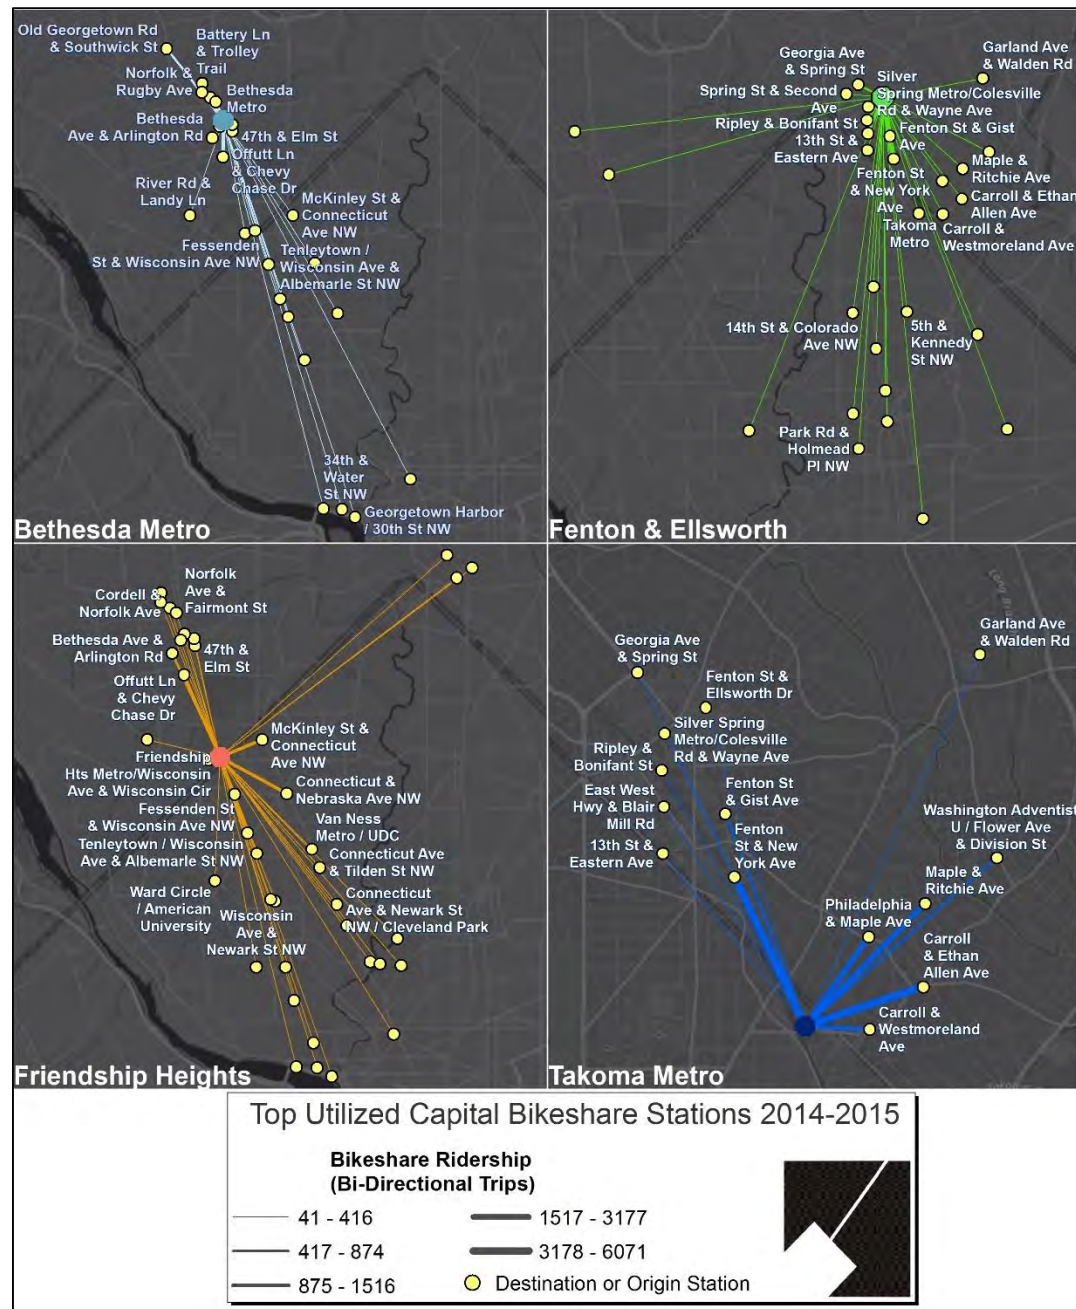 Old Georgetown Rd
& Southwick St
Battery Ln
& Trolley
Trail
Norfolk &
Rugby Ave
Bethesda
Metro
Bethesda
Ave & Arlington Rd
47th & Elm St
Offutt Ln
& Chevy
Chase Dr
River Rd &
Landy Ln
McKinley St &
Connecticut
Ave NW
Fessenden
St & Wisconsin Ave NW
Tenleytown /
Wisconsin Ave &
Albemarle St NW
34th &
Water
St NW
Georgetown Harbor
/ 30th St NW
Bethesda Metro
Georgia Ave
& Spring St
Garland Ave
& Walden Rd
Silver
Spring Metro/Colesville
Rd & Wayne Ave
Spring St & Second
Ave
Ripley & Bonifant St
Fenton St & Gist
Ave
13th St &
Eastern Ave
Maple &
Ritchie Ave
Fenton St
& New York
Ave
Carroll & Ethan
Allen Ave
Takoma
Metro
Carroll &
Westmoreland Ave
14th St & Colorado
Ave NW
5th &
Kennedy
St NW
Park Rd &
Holmead
Pl NW
Fenton & Ellsworth
Norfolk
Ave &
Fairmont St
Cordell &
Norfolk Ave
Bethesda Ave &
Arlington Rd
47th &
Elm St
Offutt Ln
& Chevy
Chase Dr
McKinley St &
Connecticut
Ave NW
Friendship
Hts Metro/Wisconsin
Ave & Wisconsin Cir
Connecticut &
Nebraska Ave NW
Fessenden St
& Wisconsin Ave NW
Van Ness
Metro / UDC
Tenleytown / Wisconsin
Ave & Albemarle St NW
Connecticut Ave
& Tilden St NW
Ward Circle
/ American
University
Connecticut
Ave & Newark St
NW / Cleveland Park
Wisconsin
Ave &
Newark St NW
Friendship Heights
Georgia Ave
& Spring St
Garland Ave
& Walden Rd
Fenton St &
Ellsworth Dr
Silver Spring
Metro/Colesville
Rd & Wayne Ave
Ripley &
Bonifant St
East West
Hwy & Blair
Mill Rd
Fenton St
& Gist Ave
13th St &
Eastern Ave
Fenton
St & New
York Ave
Washington Adventist
U / Flower Ave
& Division St
Maple &
Ritchie Ave
Philadelphia
& Maple Ave
Carroll
& Ethan
Allen Ave
Carroll &
Westmoreland
Ave
Takoma Metro
Top Utilized Capital Bikeshare Stations 2014-2015
Bikeshare Ridership
(Bi-Directional Trips)
41 - 416
417 - 874
875 - 1516
1517 - 3177
3178 - 6071
Destination or Origin Station